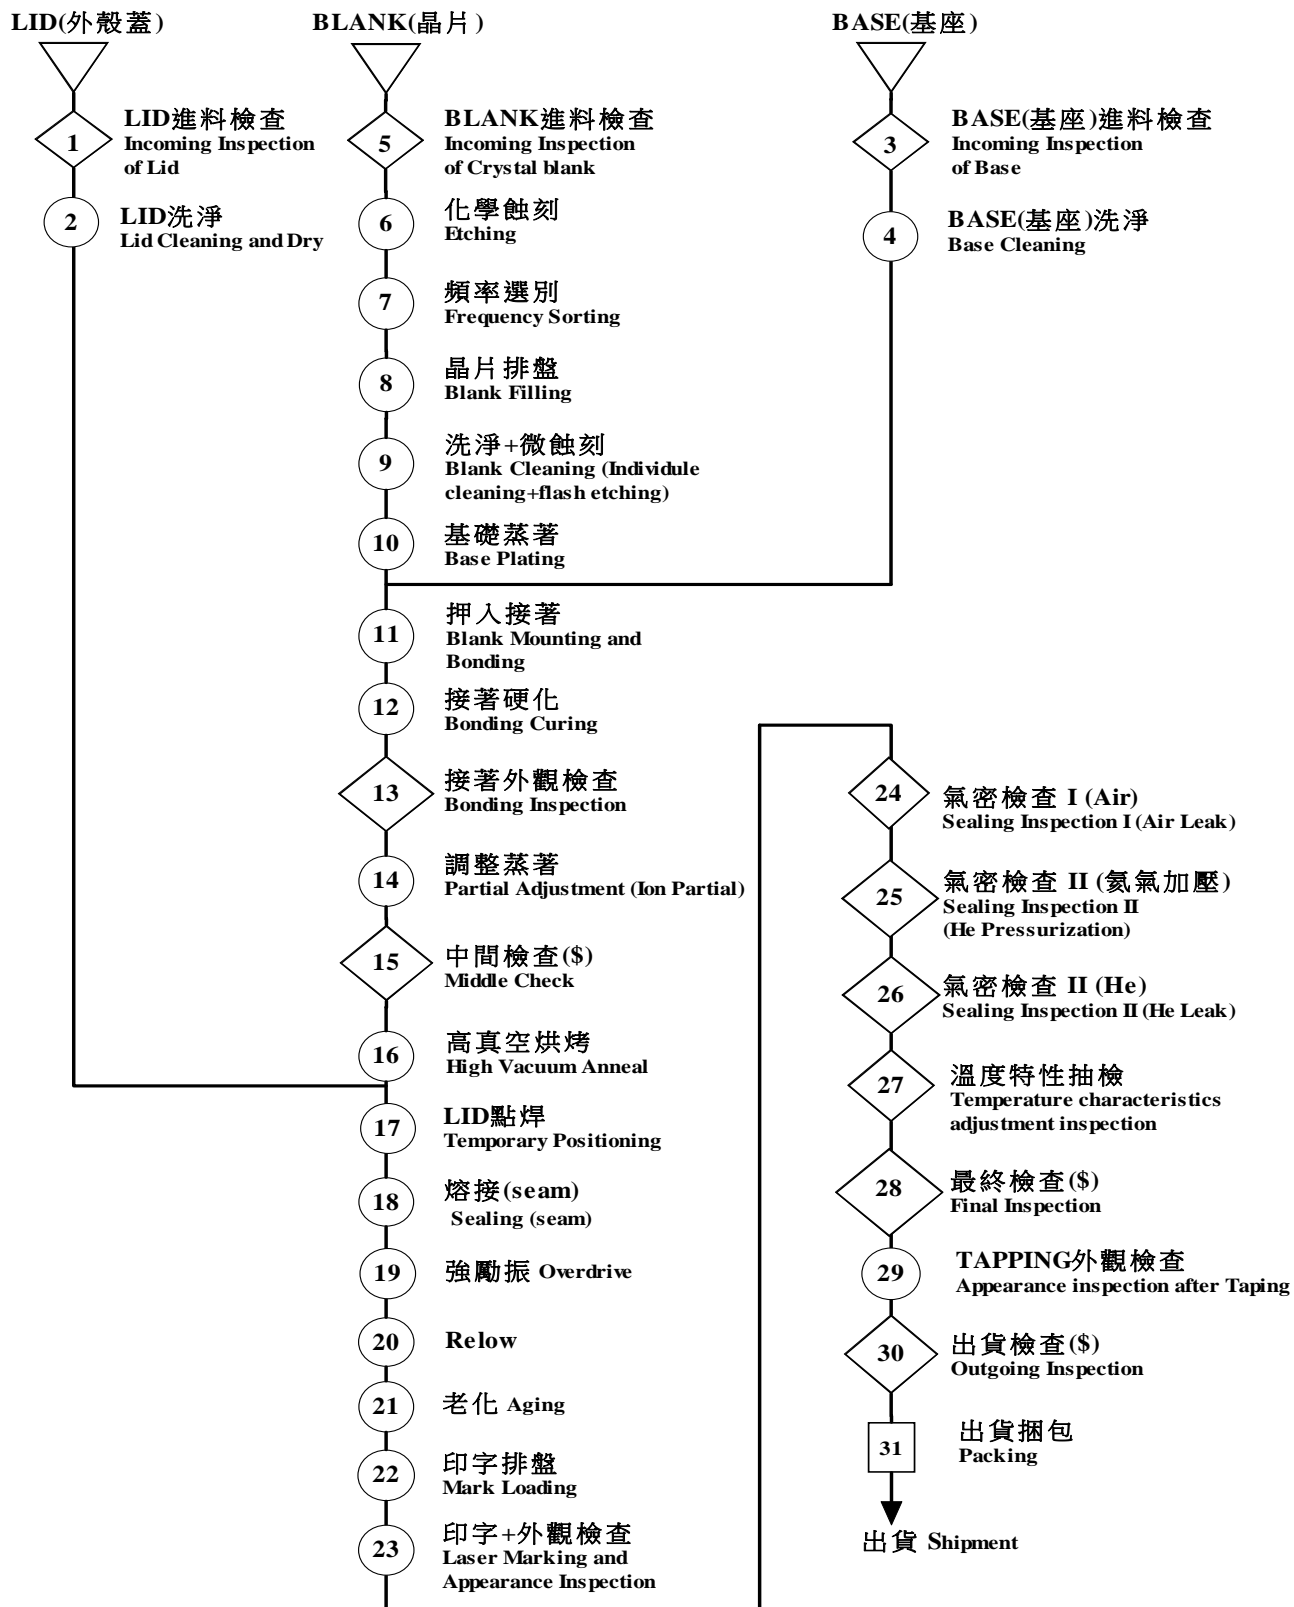 LID(外殼蓋)
1
LID進料檢查
Incoming Inspection
of Lid
2
LID洗淨
Lid Cleaning and Dry
BLANK(晶片)
5
BLANK進料檢查
Incoming Inspection
of Crystal blank
6
化學蝕刻
Etching
7
頻率選別
Frequency Sorting
8
晶片排盤
Blank Filling
9
洗淨+微蝕刻
Blank Cleaning (Individule
cleaning+flash etching)
10
基礎蒸著
Base Plating
BASE(基座)
3
BASE(基座)進料檢查
Incoming Inspection
of Base
4
BASE(基座)洗淨
Base Cleaning
11
押入接著
Blank Mounting and
Bonding
12
接著硬化
Bonding Curing
13
接著外觀檢查
Bonding Inspection
14
調整蒸著
Partial Adjustment (Ion Partial)
15
中間檢查($)
Middle Check
16
高真空烘烤
High Vacuum Anneal
17
LID點焊
Temporary Positioning
18
熔接(seam)
Sealing (seam)
19
強勵振 Overdrive
20
Relow
21
老化 Aging
22
印字排盤
Mark Loading
23
印字+外觀檢查
Laser Marking and
Appearance Inspection
24
氣密檢查 I (Air)
Sealing Inspection I (Air Leak)
25
氣密檢查 II (氦氣加壓)
Sealing Inspection II
(He Pressurization)
26
氣密檢查 II (He)
Sealing Inspection II (He Leak)
27
溫度特性抽檢
Temperature characteristics
adjustment inspection
28
最終檢查($)
Final Inspection
29
TAPPING外觀檢查
Appearance inspection after Taping
30
出貨檢查($)
Outgoing Inspection
31
出貨捆包
Packing
出貨 Shipment